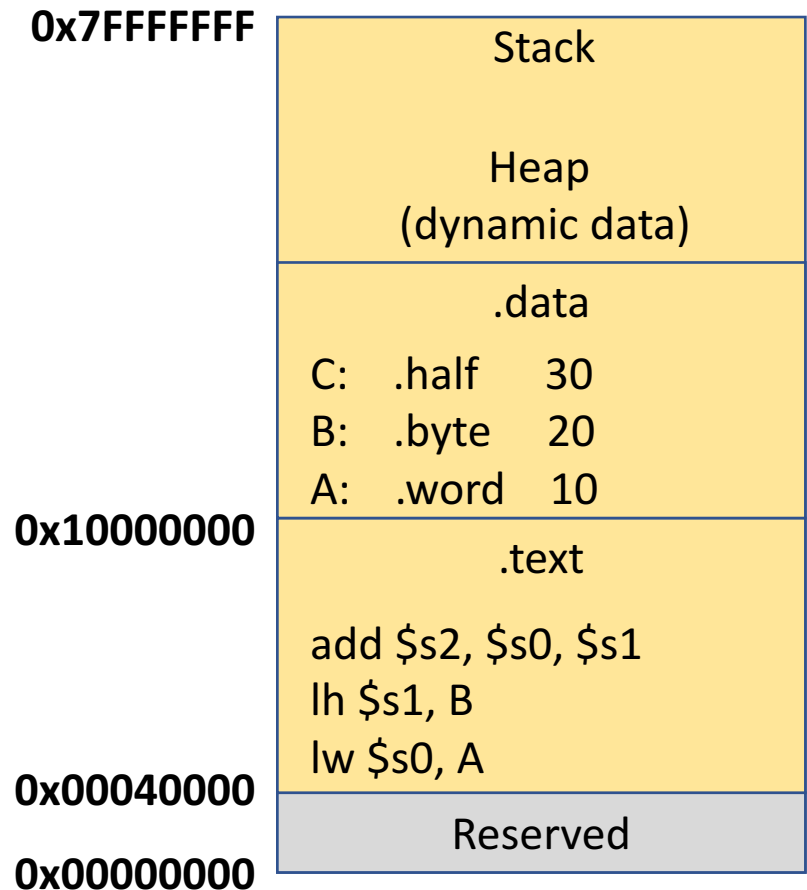 0x7FFFFFFF
Stack
Heap
(dynamic data)
.data
C: .half 30
B: .byte 20
A: .word 10
0x10000000
.text
add $s2, $s0, $s1
lh $s1, B
lw $s0, A
0x00040000
Reserved
0x00000000